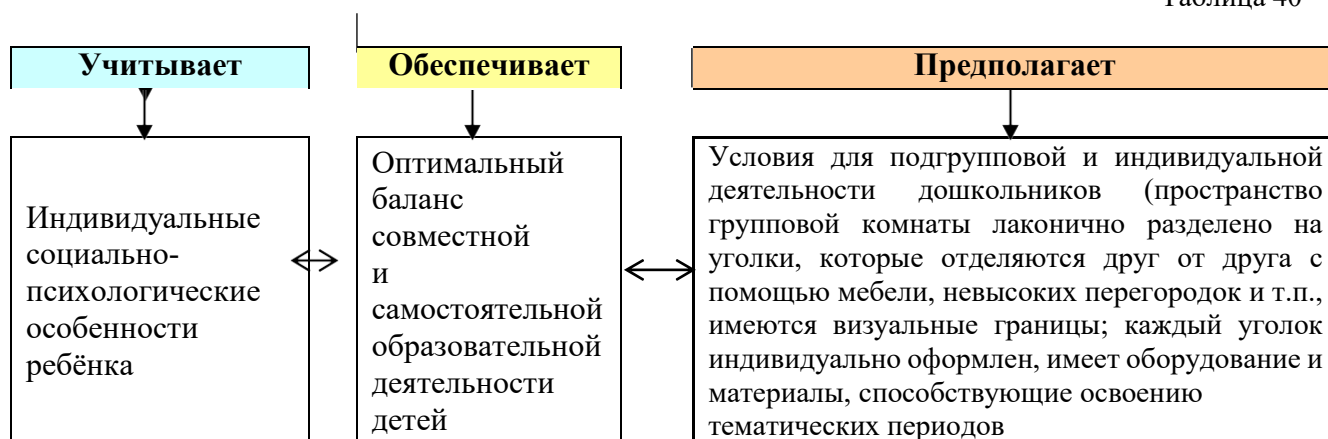 Таблица 40
Учитывает
Обеспечивает
Предполагает
Индивидуальные
социально-
психологические
особенности
ребёнка
Оптимальный
баланс
совместной
и
самостоятельной
образовательной
деятельности
детей
Условия для подгрупповой и индивидуальной
деятельности дошкольников (пространство
групповой комнаты лаконично разделено на
уголки, которые отделяются друг от друга с
помощью мебели, невысоких перегородок и т.п.,
имеются визуальные границы; каждый уголок
индивидуально оформлен, имеет оборудование и
материалы, способствующие освоению
тематических периодов